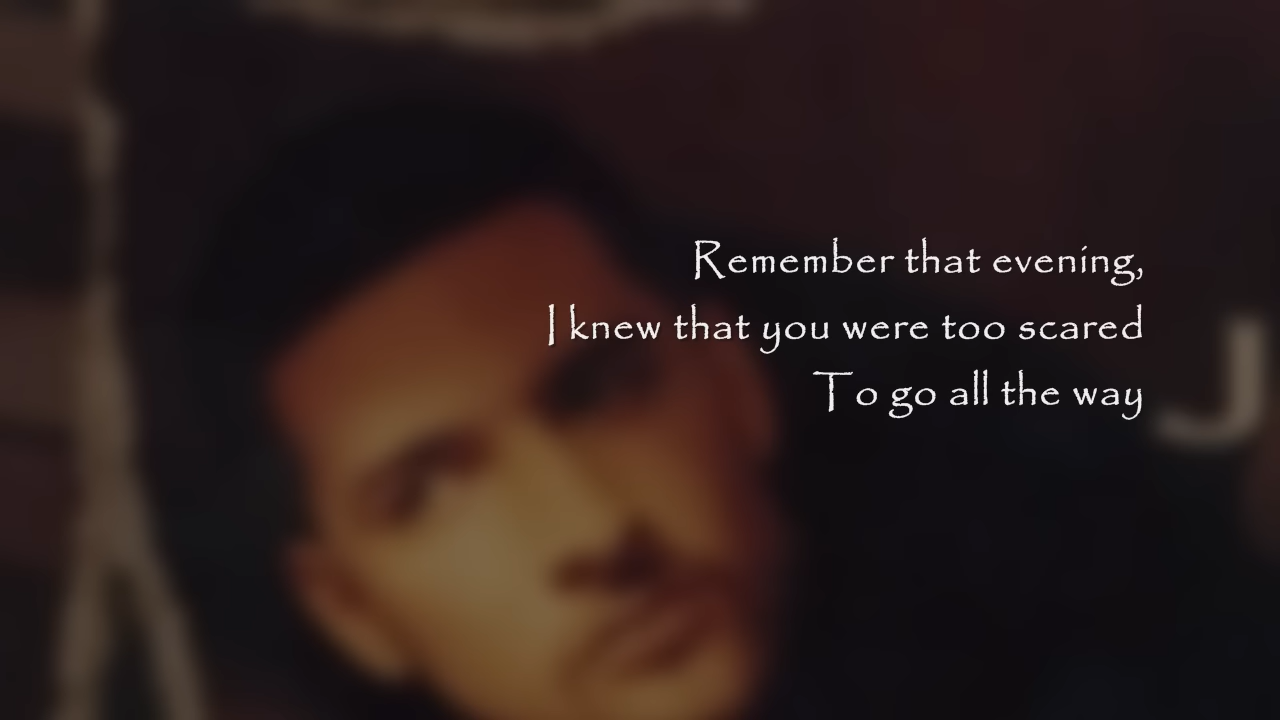 Remember that evening,
I knew that you were too scared
To go all the way
J